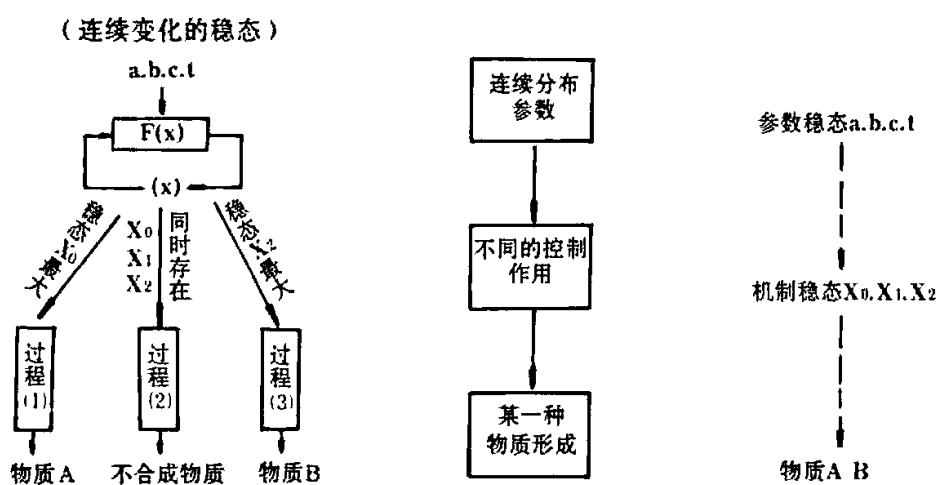 （连续变化的稳态）
a.b.c.t
F(x)
(x)
稳态X0最大
X0
X1
X2
同时存在
稳态X2最大
过程(1)
过程(2)
过程(3)
物质A
不合成物质
物质B
连续分布
参数
不同的控制
作用
某一种
物质形成
参数稳态a.b.c.t
机制稳态X0.X1.X2
物质A B